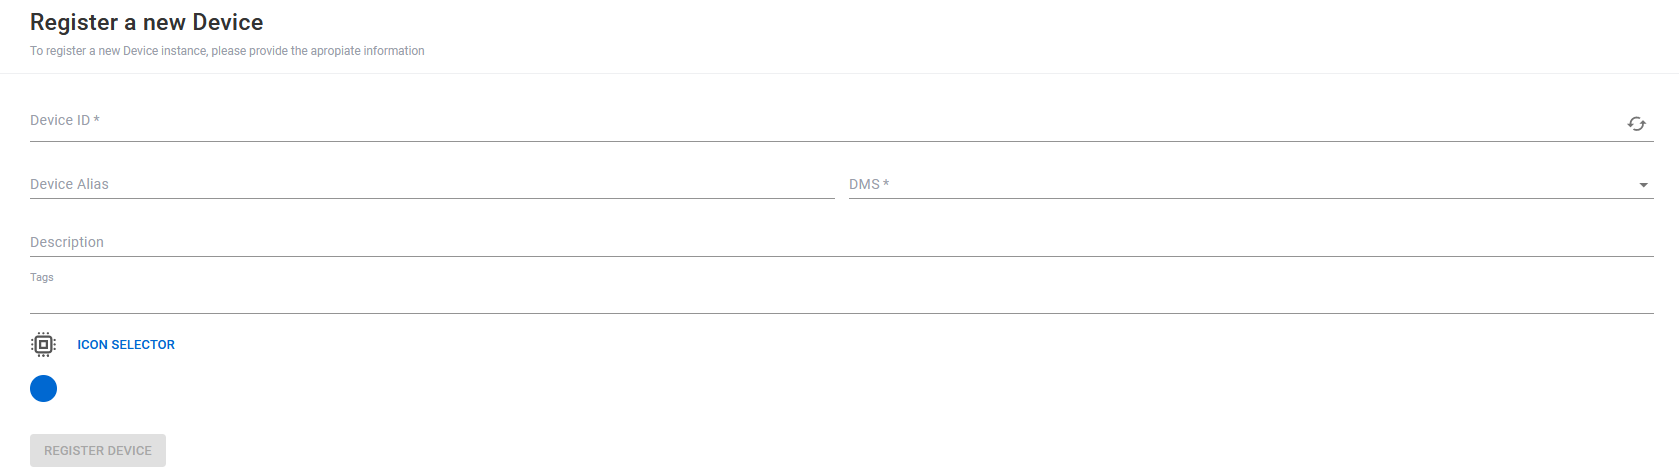 Register a new Device
To register a new Device instance, please provide the apropiate information
Device ID *
Device Alias
DMS *
Description
Tags
ICON SELECTOR
REGISTER DEVICE